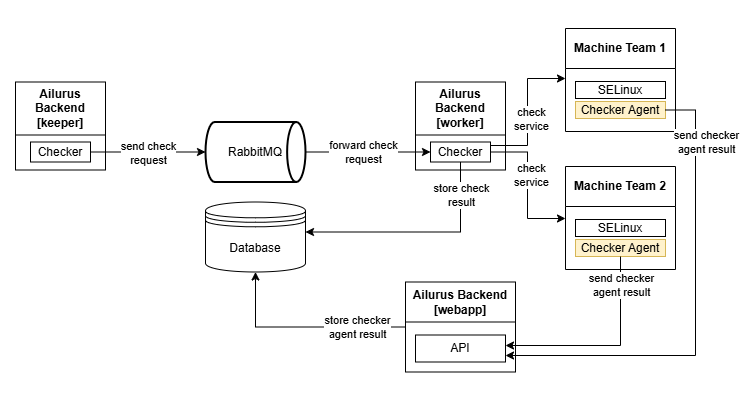 Ailurus
Backend
[keeper]
Checker
send check
request
RabbitMQ
forward check
request
Ailurus
Backend
[worker]
Checker
check
service
check
service
Machine Team 1
SELinux
Checker Agent
send checker
agent result
Machine Team 2
SELinux
Checker Agent
send checker
agent result
store check
result
Database
store checker
agent result
Ailurus Backend
[webapp]
API